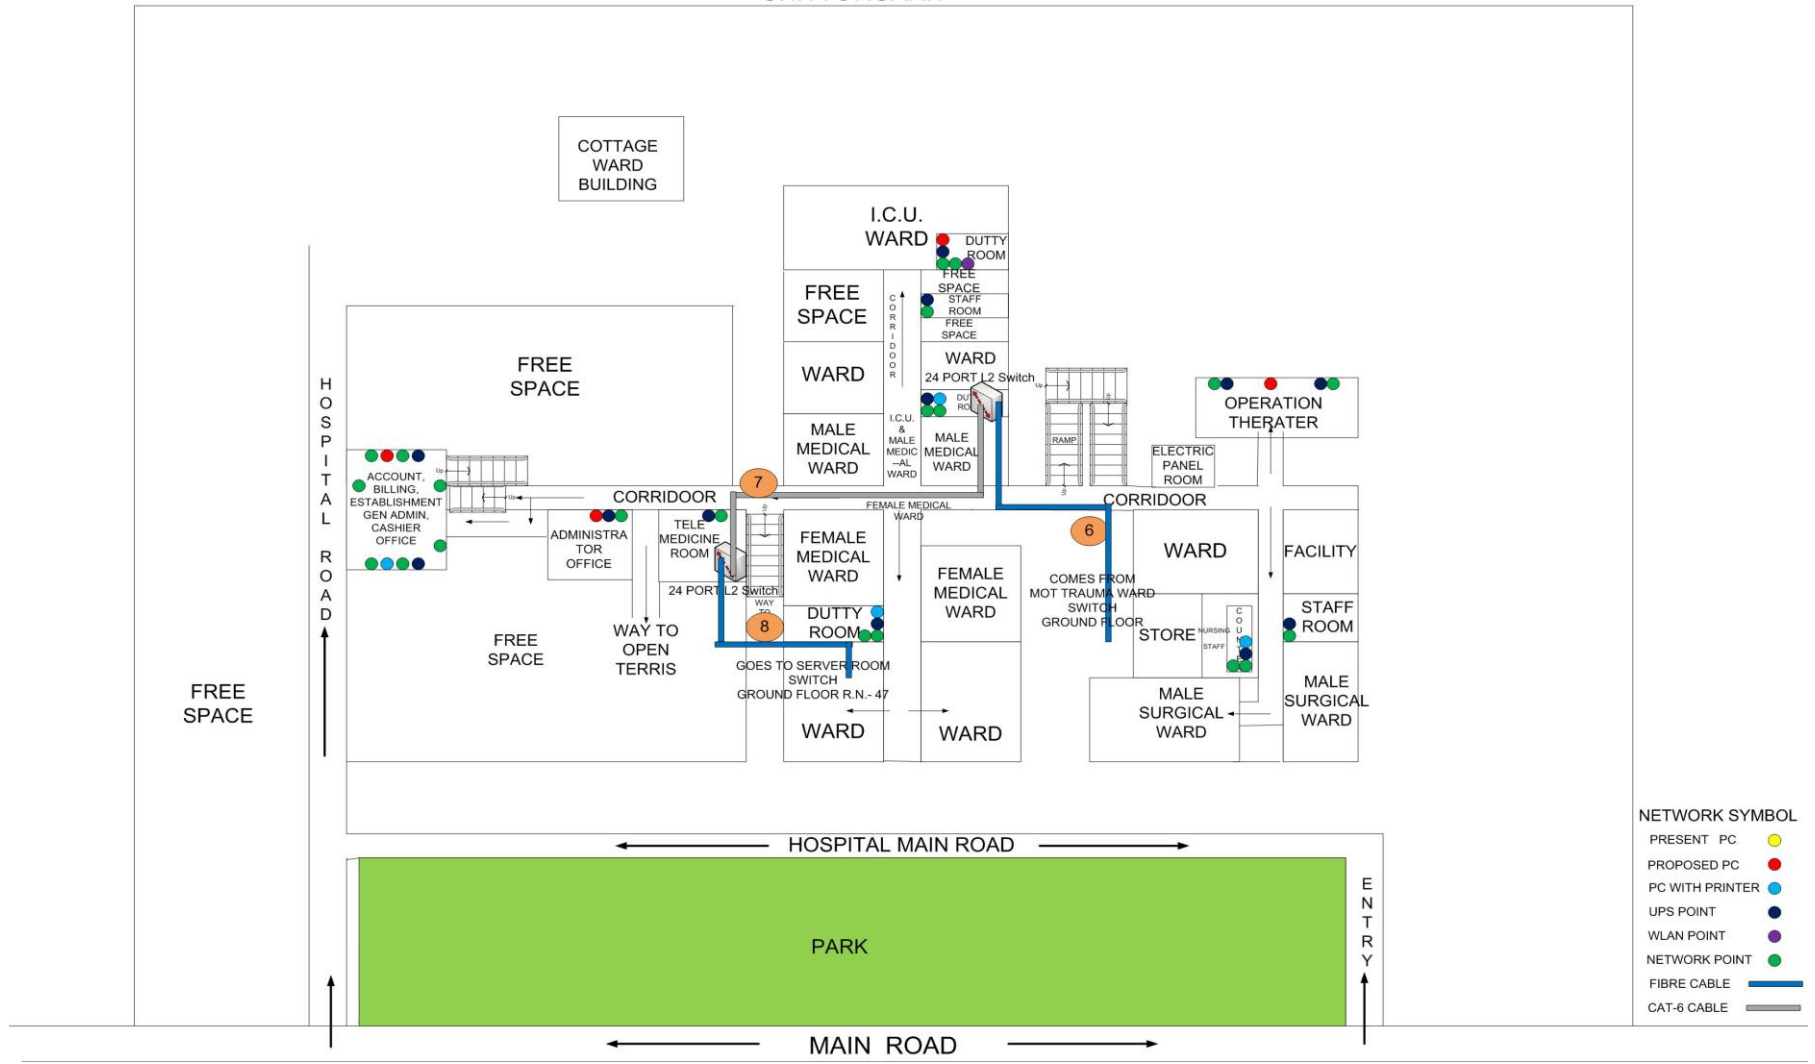 COTTAGE
WARD
BUILDING
I.C.U.
WARD
DUTTY
ROOM
FREE
SPACE
STAFF
ROOM
FREE
SPACE
FREE
SPACE
CORRIDOOR
WARD
WARD
24 PORT L2 Switch
MALE
MEDICAL
WARD
I.C.U.
&
MALE
MEDIC
--AL
WARD
MALE
MEDICAL
WARD
Up
RAMP
Up
Up
OPERATION
THERATER
ELECTRIC
PANEL
ROOM
FREE
SPACE
HOSPITAL ROAD
ACCOUNT,
BILLING,
ESTABLISHMENT
GEN ADMIN,
CASHIER
OFFICE
Up
Up
CORRIDOOR
7
FEMALE MEDICAL
WARD
CORRIDOOR
6
ADMINISTRA
TOR
OFFICE
TELE
MEDICINE
ROOM
Up
24 PORT L2 Switch
WAY
8
FEMALE
MEDICAL
WARD
DUTTY
ROOM
FEMALE
MEDICAL
WARD
COMES FROM
MOT TRAUMA WARD
SWITCH
GROUND FLOOR
WARD
FACILITY
STORE
NURSING
STAFF
STAFF
ROOM
FREE
SPACE
WAY TO
OPEN
TERRIS
GOES TO SERVER ROOM
SWITCH
GROUND FLOOR R.N.- 47
WARD
WARD
MALE
SURGICAL
WARD
MALE
SURGICAL
WARD
FREE
SPACE
HOSPITAL MAIN ROAD
PARK
ENTRY
MAIN ROAD
NETWORK SYMBOL
PRESENT PC
PROPOSED PC
PC WITH PRINTER
UPS POINT
WLAN POINT
NETWORK POINT
FIBRE CABLE
CAT-6 CABLE